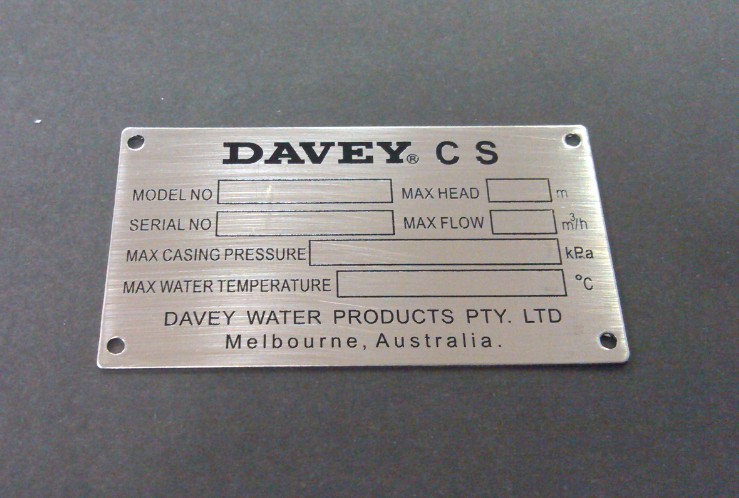 DAVEY® C S
MODEL NO MAX HEAD m
SERIAL NO MAX FLOW m³/h
MAX CASING PRESSURE kPa
MAX WATER TEMPERATURE °C
DAVEY WATER PRODUCTS PTY. LTD
Melbourne, Australia.